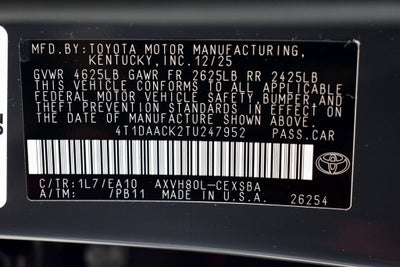 MFD.BY:TOYOTA MOTOR MANUFACTURING,
KENTUCKY,INC.12/25
GVWR 4625LB GAWR FR 2625LB RR 2425LB
THIS VEHICLE CONFORMS TO ALL APPLICABLE
FEDERAL MOTOR VEHICLE SAFETY,BUMPER,AND
THEFT PREVENTION STANDARDS IN EFFECT ON
THE DATE OF MANUFACTURE SHOWN ABOVE.
4T1DAACK2TU247952 PASS.CAR
C/TR:1L7/EA10 AXVH80L-CEXSBA
A/TM: /PB11 MADE IN U.S.A. 26254
TOYOTA